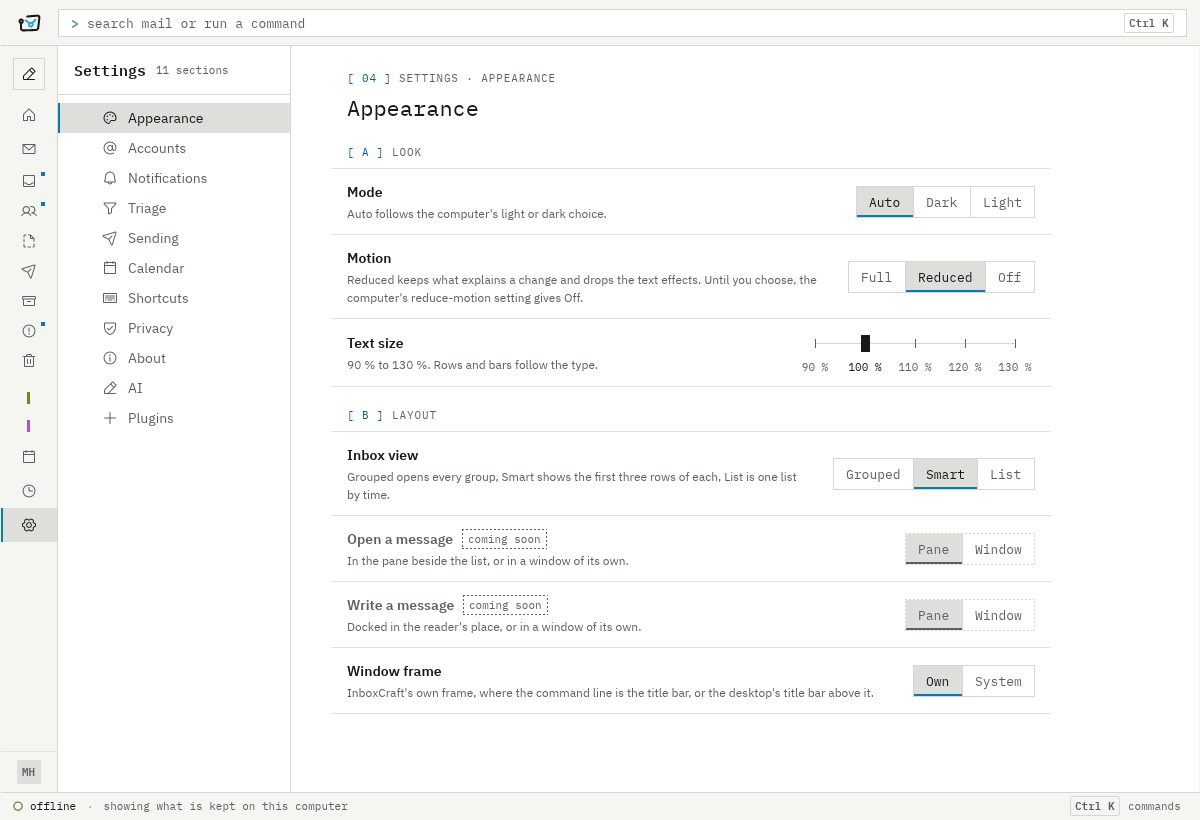 > search mail or run a command Ctrl K
Settings 11 sections
Appearance
Accounts
Notifications
Triage
Sending
Calendar
Shortcuts
Privacy
About
AI
Plugins
MH
[ 04 ] SETTINGS · APPEARANCE
Appearance
[ A ] LOOK
Mode
Auto follows the computer's light or dark choice.
Auto Dark Light
Motion
Reduced keeps what explains a change and drops the text effects. Until you choose, the
computer's reduce-motion setting gives Off.
Full Reduced Off
Text size
90 % to 130 %. Rows and bars follow the type.
90 % 100 % 110 % 120 % 130 %
[ B ] LAYOUT
Inbox view
Grouped opens every group, Smart shows the first three rows of each, List is one list
by time.
Grouped Smart List
Open a message coming soon
In the pane beside the list, or in a window of its own.
Pane Window
Write a message coming soon
Docked in the reader's place, or in a window of its own.
Pane Window
Window frame
InboxCraft's own frame, where the command line is the title bar, or the desktop's title bar above it.
Own System
offline · showing what is kept on this computer
Ctrl K commands